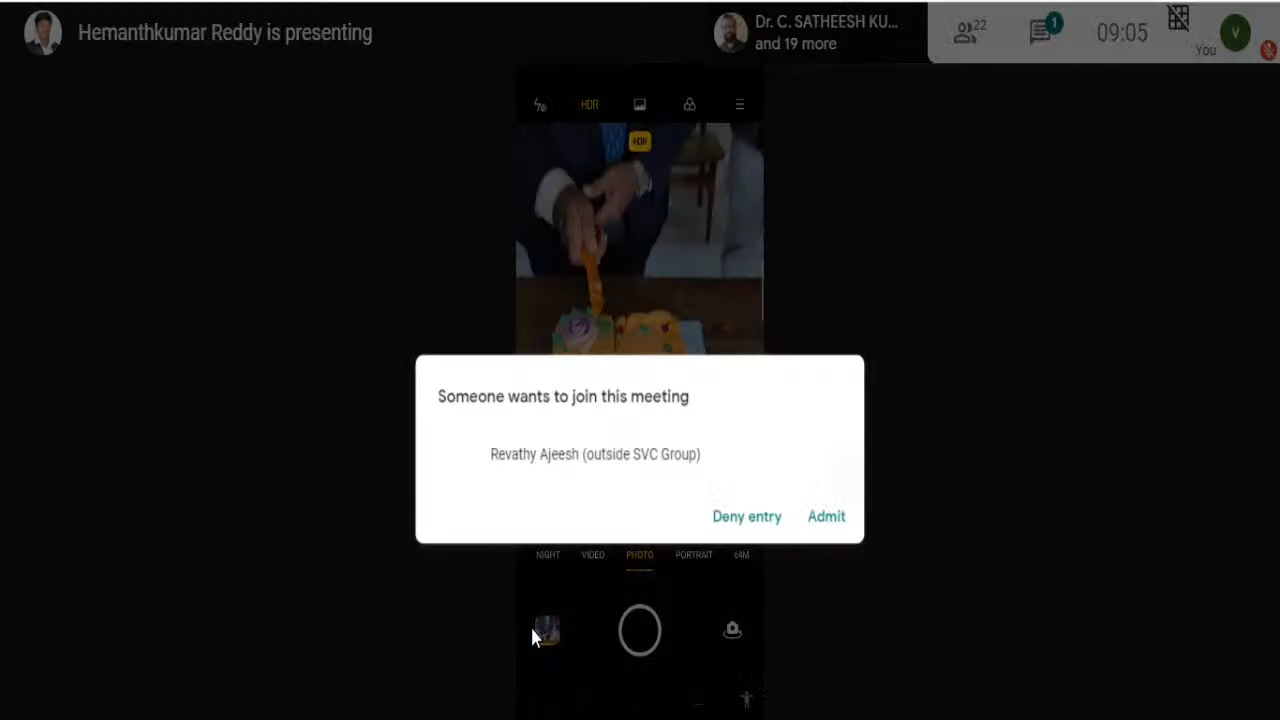 Hemanthkumar Reddy is presenting
Dr. C. SATHEESH KU...
and 19 more
22
1
09:05
You
V
HDR
HDR
Someone wants to join this meeting
Revathy Ajeesh (outside SVC Group)
Deny entry Admit
NIGHT VIDEO PHOTO PORTRAIT 64M